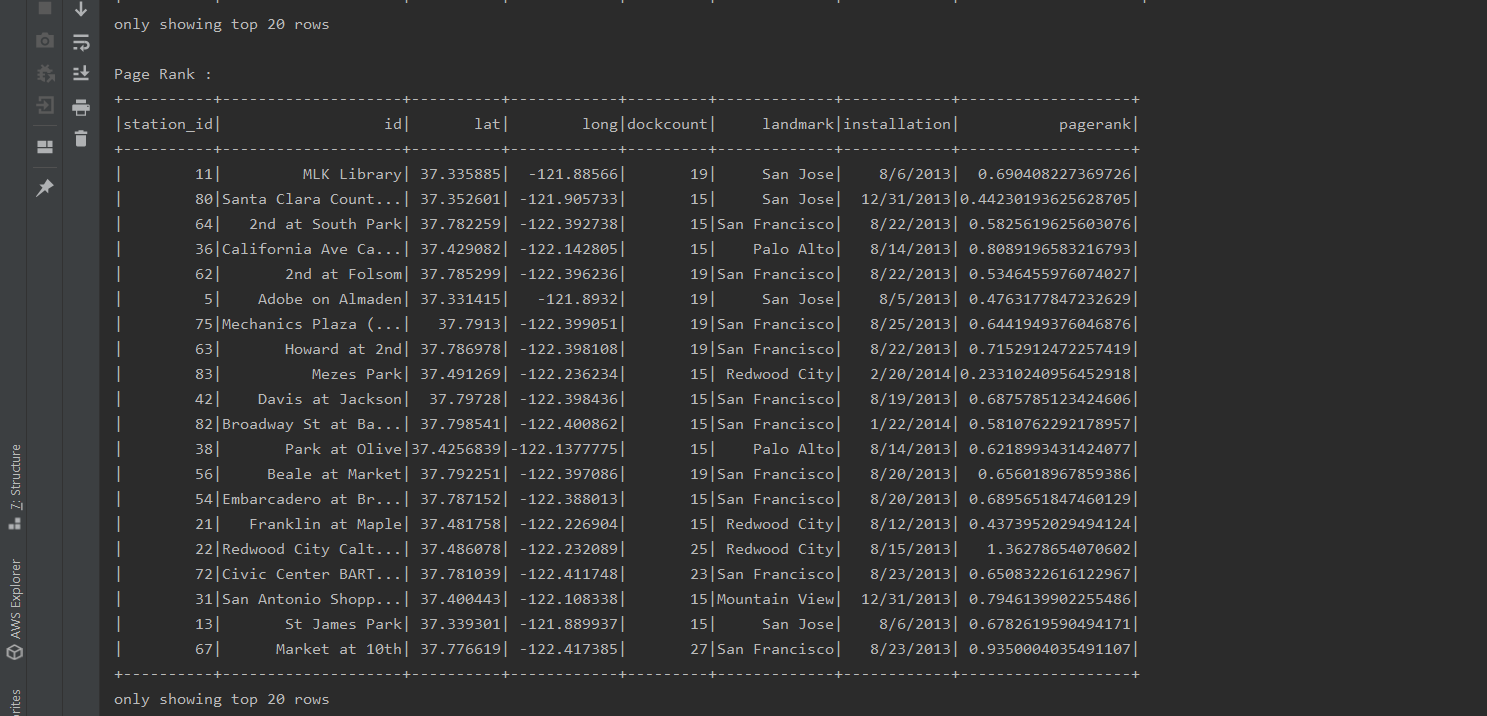 only showing top 20 rows
Page Rank :
+----------+--------------------+----------+------------+---------+-------------+------------+-------------------+
|station_id|                  id|       lat|        long|dockcount|     landmark|installation|           pagerank|
+----------+--------------------+----------+------------+---------+-------------+------------+-------------------+
|        11|         MLK Library| 37.335885|  -121.88566|       19|     San Jose|    8/6/2013|  0.690408227369726|
|        80|Santa Clara Count...| 37.352601| -121.905733|       15|     San Jose|  12/31/2013|0.44230193625628705|
|        64|   2nd at South Park| 37.782259| -122.392738|       15|San Francisco|   8/22/2013| 0.5825619625603076|
|        36|California Ave Ca...| 37.429082| -122.142805|       15|    Palo Alto|   8/14/2013| 0.8089196583216793|
|        62|       2nd at Folsom| 37.785299| -122.396236|       19|San Francisco|   8/22/2013| 0.5346455976074027|
|         5|    Adobe on Almaden| 37.331415|   -121.8932|       19|     San Jose|    8/5/2013| 0.4763177847232629|
|        75|Mechanics Plaza (...|   37.7913| -122.399051|       19|San Francisco|   8/25/2013| 0.6441949376046876|
|        63|       Howard at 2nd| 37.786978| -122.398108|       19|San Francisco|   8/22/2013| 0.7152912472257419|
|        83|          Mezes Park| 37.491269| -122.236234|       15| Redwood City|   2/20/2014|0.23310240956452918|
|        42|    Davis at Jackson|  37.79728| -122.398436|       15|San Francisco|   8/19/2013| 0.6875785123424606|
|        82|Broadway St at Ba...| 37.798541| -122.400862|       15|San Francisco|   1/22/2014| 0.5810762292178957|
|        38|       Park at Olive|37.4256839|-122.1377775|       15|    Palo Alto|   8/14/2013| 0.6218993431424077|
|        56|     Beale at Market| 37.792251| -122.397086|       19|San Francisco|   8/20/2013|  0.656018967859386|
|        54|Embarcadero at Br...| 37.787152| -122.388013|       15|San Francisco|   8/20/2013| 0.6895651847460129|
|        21|   Franklin at Maple| 37.481758| -122.226904|       15| Redwood City|   8/12/2013| 0.4373952029494124|
|        22|Redwood City Calt...| 37.486078| -122.232089|       25| Redwood City|   8/15/2013|   1.36278654070602|
|        72|Civic Center BART...| 37.781039| -122.411748|       23|San Francisco|   8/23/2013| 0.6508322616122967|
|        31|San Antonio Shopp...| 37.400443| -122.108338|       15|Mountain View|  12/31/2013| 0.7946139902255486|
|        13|       St James Park| 37.339301| -121.889937|       15|     San Jose|    8/6/2013| 0.6782619590494171|
|        67|      Market at 10th| 37.776619| -122.417385|       27|San Francisco|   8/23/2013| 0.9350004035491107|
+----------+--------------------+----------+------------+---------+-------------+------------+-------------------+
only showing top 20 rows
7: Structure
AWS Explorer